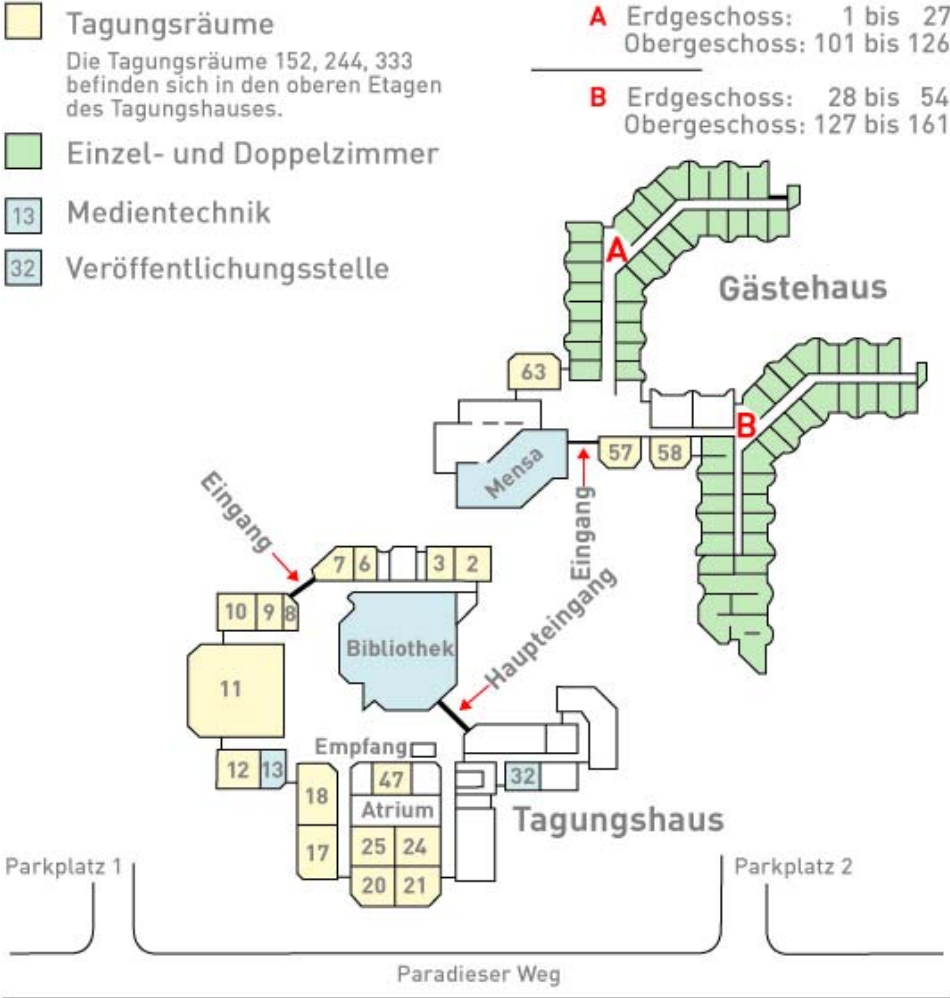 Tagungsräume
Die Tagungsräume 152, 244, 333
befinden sich in den oberen Etagen
des Tagungshauses.
Einzel- und Doppelzimmer
13 Medientechnik
32 Veröffentlichungsstelle
A Erdgeschoss: 1 bis 27
Obergeschoss: 101 bis 126
B Erdgeschoss: 28 bis 54
Obergeschoss: 127 bis 161
A
Gästehaus
63
B
57 58
Mensa
Eingang
Eingang
7 6 3 2
Haupteingang
10 9 8
Bibliothek
11
Empfang
12 13
47
32
18
Atrium
Tagungshaus
17
25 24
20 21
Parkplatz 1
Parkplatz 2
Paradieser Weg